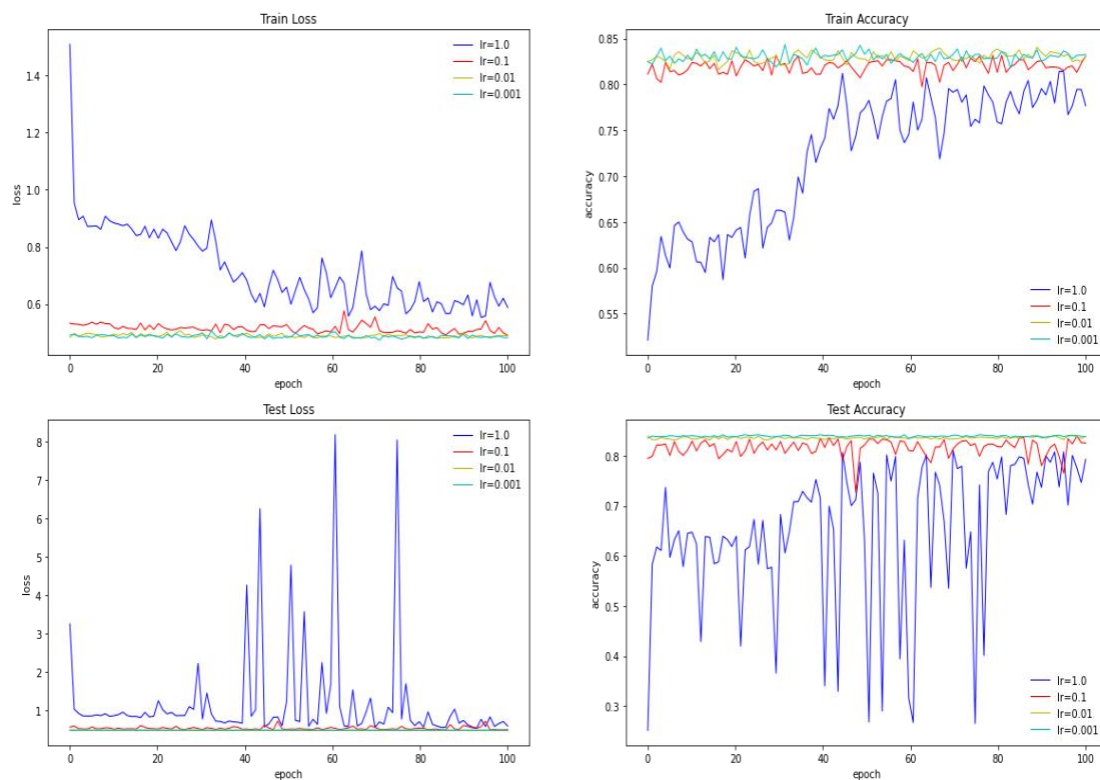 Train Loss
1.4
1.2
1.0
0.8
0.6
loss
0 20 40 60 80 100
epoch
lr=1.0
lr=0.1
lr=0.01
lr=0.001
Train Accuracy
0.85
0.80
0.75
0.70
0.65
0.60
0.55
accuracy
0 20 40 60 80 100
epoch
lr=1.0
lr=0.1
lr=0.01
lr=0.001
Test Loss
8
7
6
5
4
3
2
1
loss
0 20 40 60 80 100
epoch
lr=1.0
lr=0.1
lr=0.01
lr=0.001
Test Accuracy
0.8
0.7
0.6
0.5
0.4
0.3
accuracy
0 20 40 60 80 100
epoch
lr=1.0
lr=0.1
lr=0.01
lr=0.001